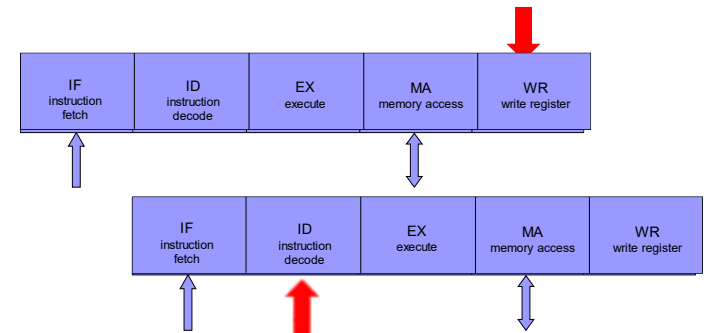 IF
instruction
fetch
ID
instruction
decode
EX
execute
MA
memory access
WR
write register
IF
instruction
fetch
ID
instruction
decode
EX
execute
MA
memory access
WR
write register